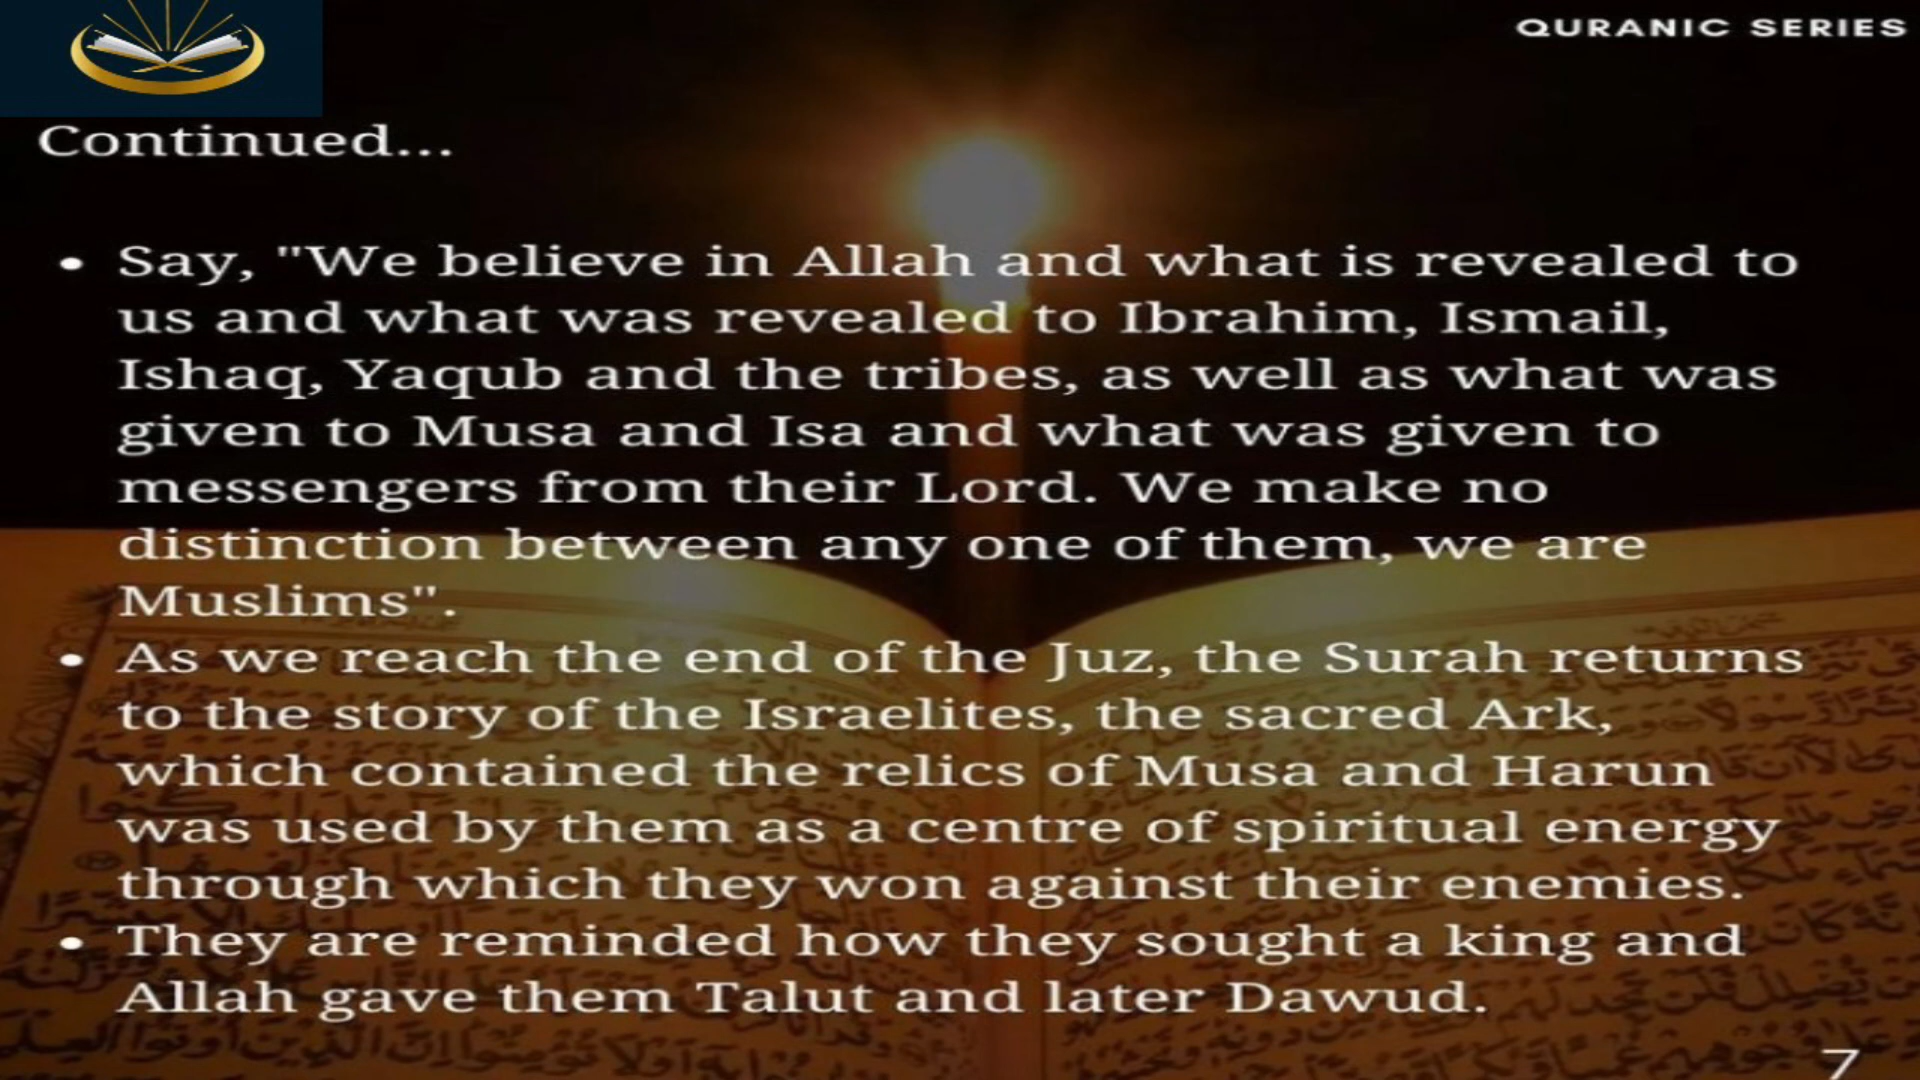 QURANIC SERIES
Continued...
• Say, "We believe in Allah and what is revealed to
us and what was revealed to Ibrahim, Ismail,
Ishaq, Yaqub and the tribes, as well as what was
given to Musa and Isa and what was given to
messengers from their Lord. We make no
distinction between any one of them, we are
Muslims".
• As we reach the end of the Juz, the Surah returns
to the story of the Israelites, the sacred Ark,
which contained the relics of Musa and Harun
was used by them as a centre of spiritual energy
through which they won against their enemies.
• They are reminded how they sought a king and
Allah gave them Talut and later Dawud.
7